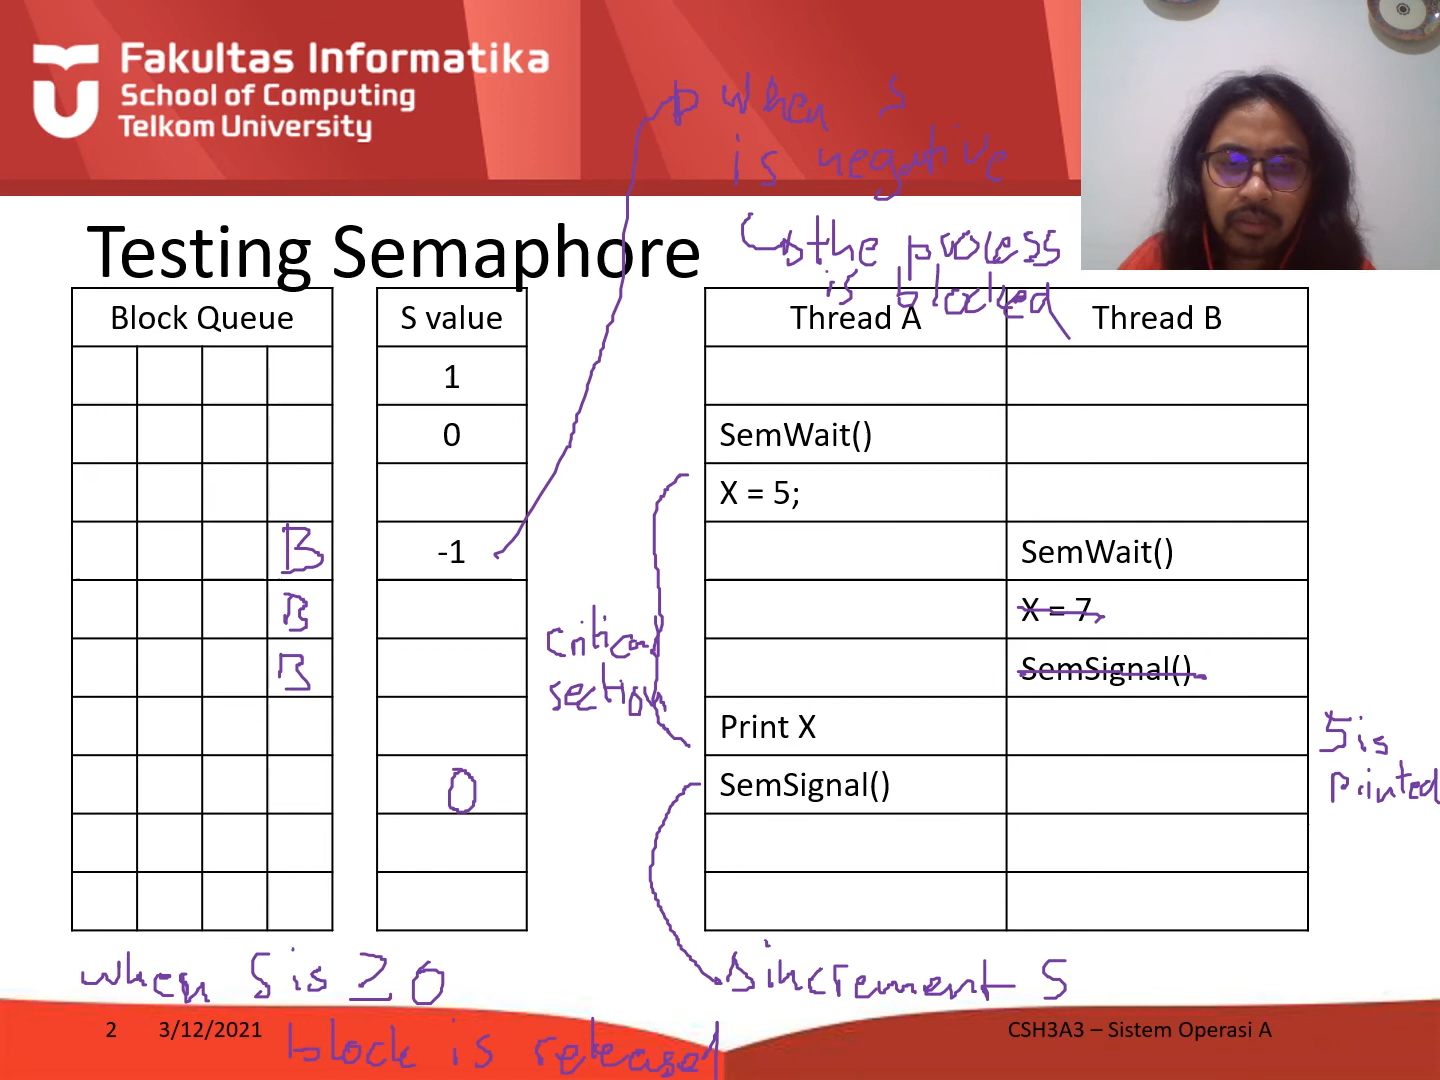 Fakultas Informatika
School of Computing
Telkom University
when S
is negative
the process
is blocked
Testing Semaphore
Block Queue
S value
Thread A
Thread B
1
0
SemWait()
X = 5;
B
-1
SemWait()
B
X = 7
critical
section
B
SemSignal()
Print X
5 is
printed
0
SemSignal()
when S is ≥ 0
increment S
block is released
2
3/12/2021
CSH3A3 – Sistem Operasi A